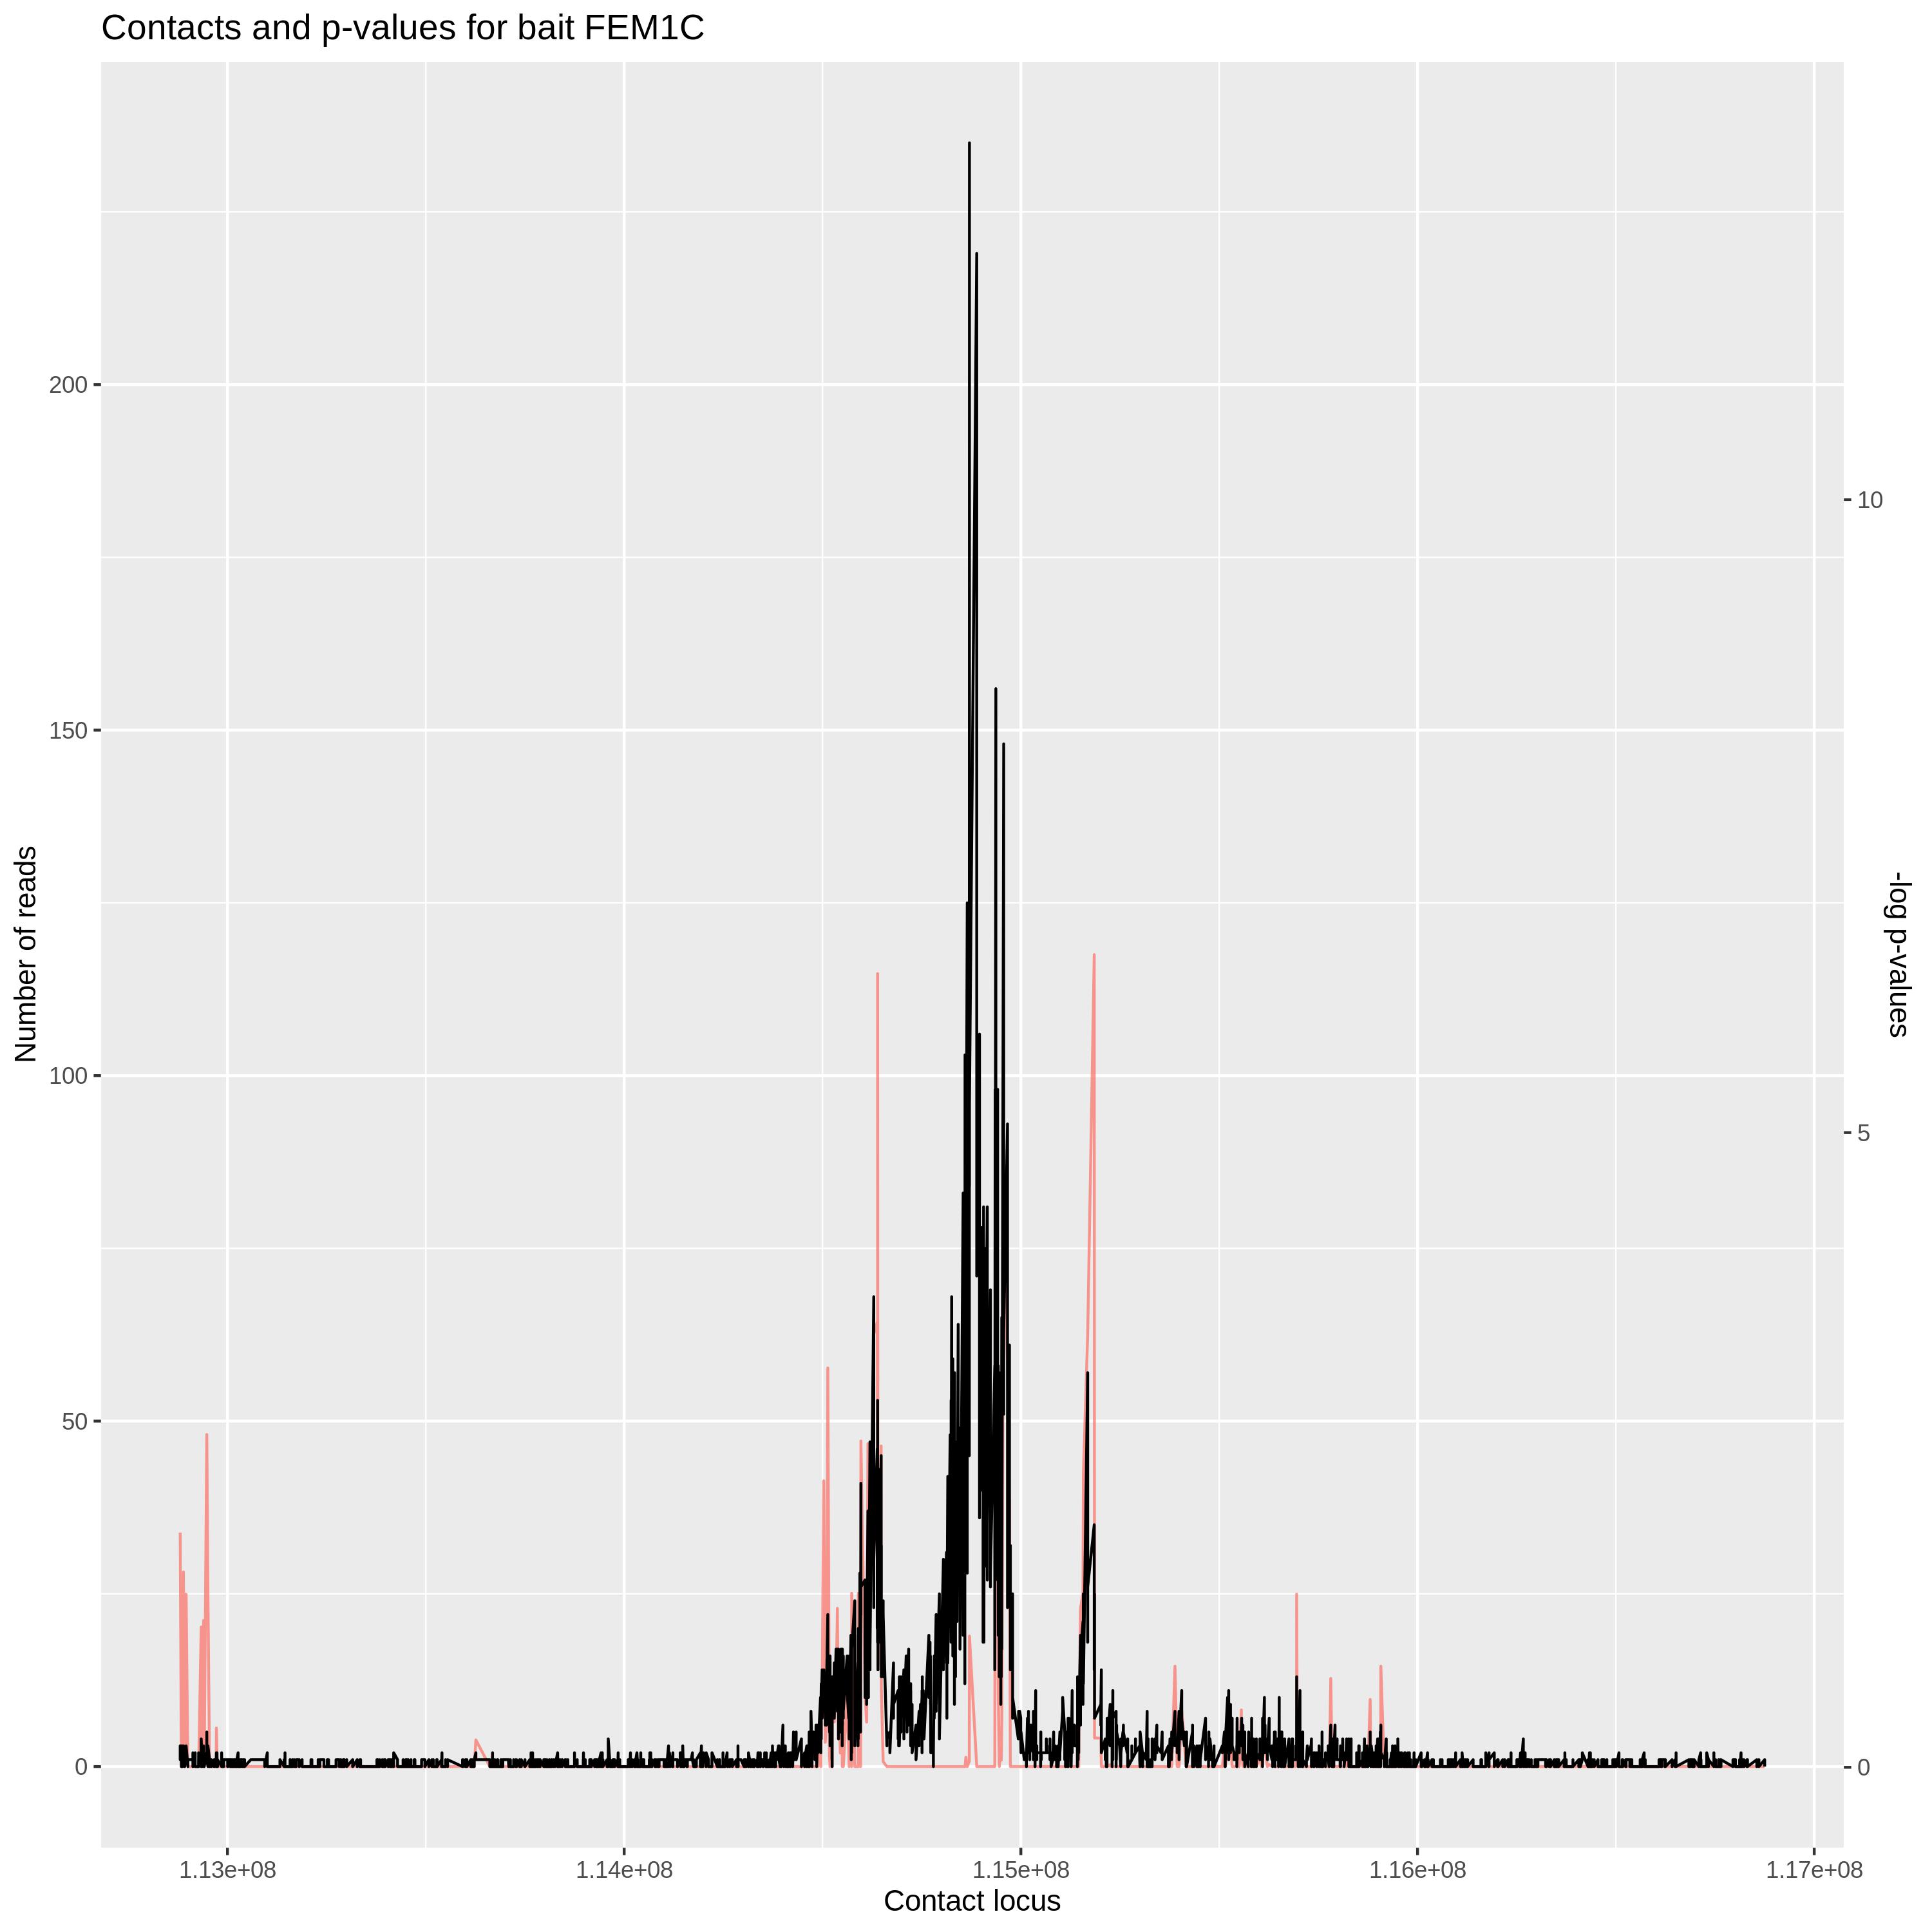 Contacts and p-values for bait FEM1C
Number of reads
200
150
100
50
0
10
5
0
-log p-values
1.13e+08
1.14e+08
1.15e+08
1.16e+08
1.17e+08
Contact locus